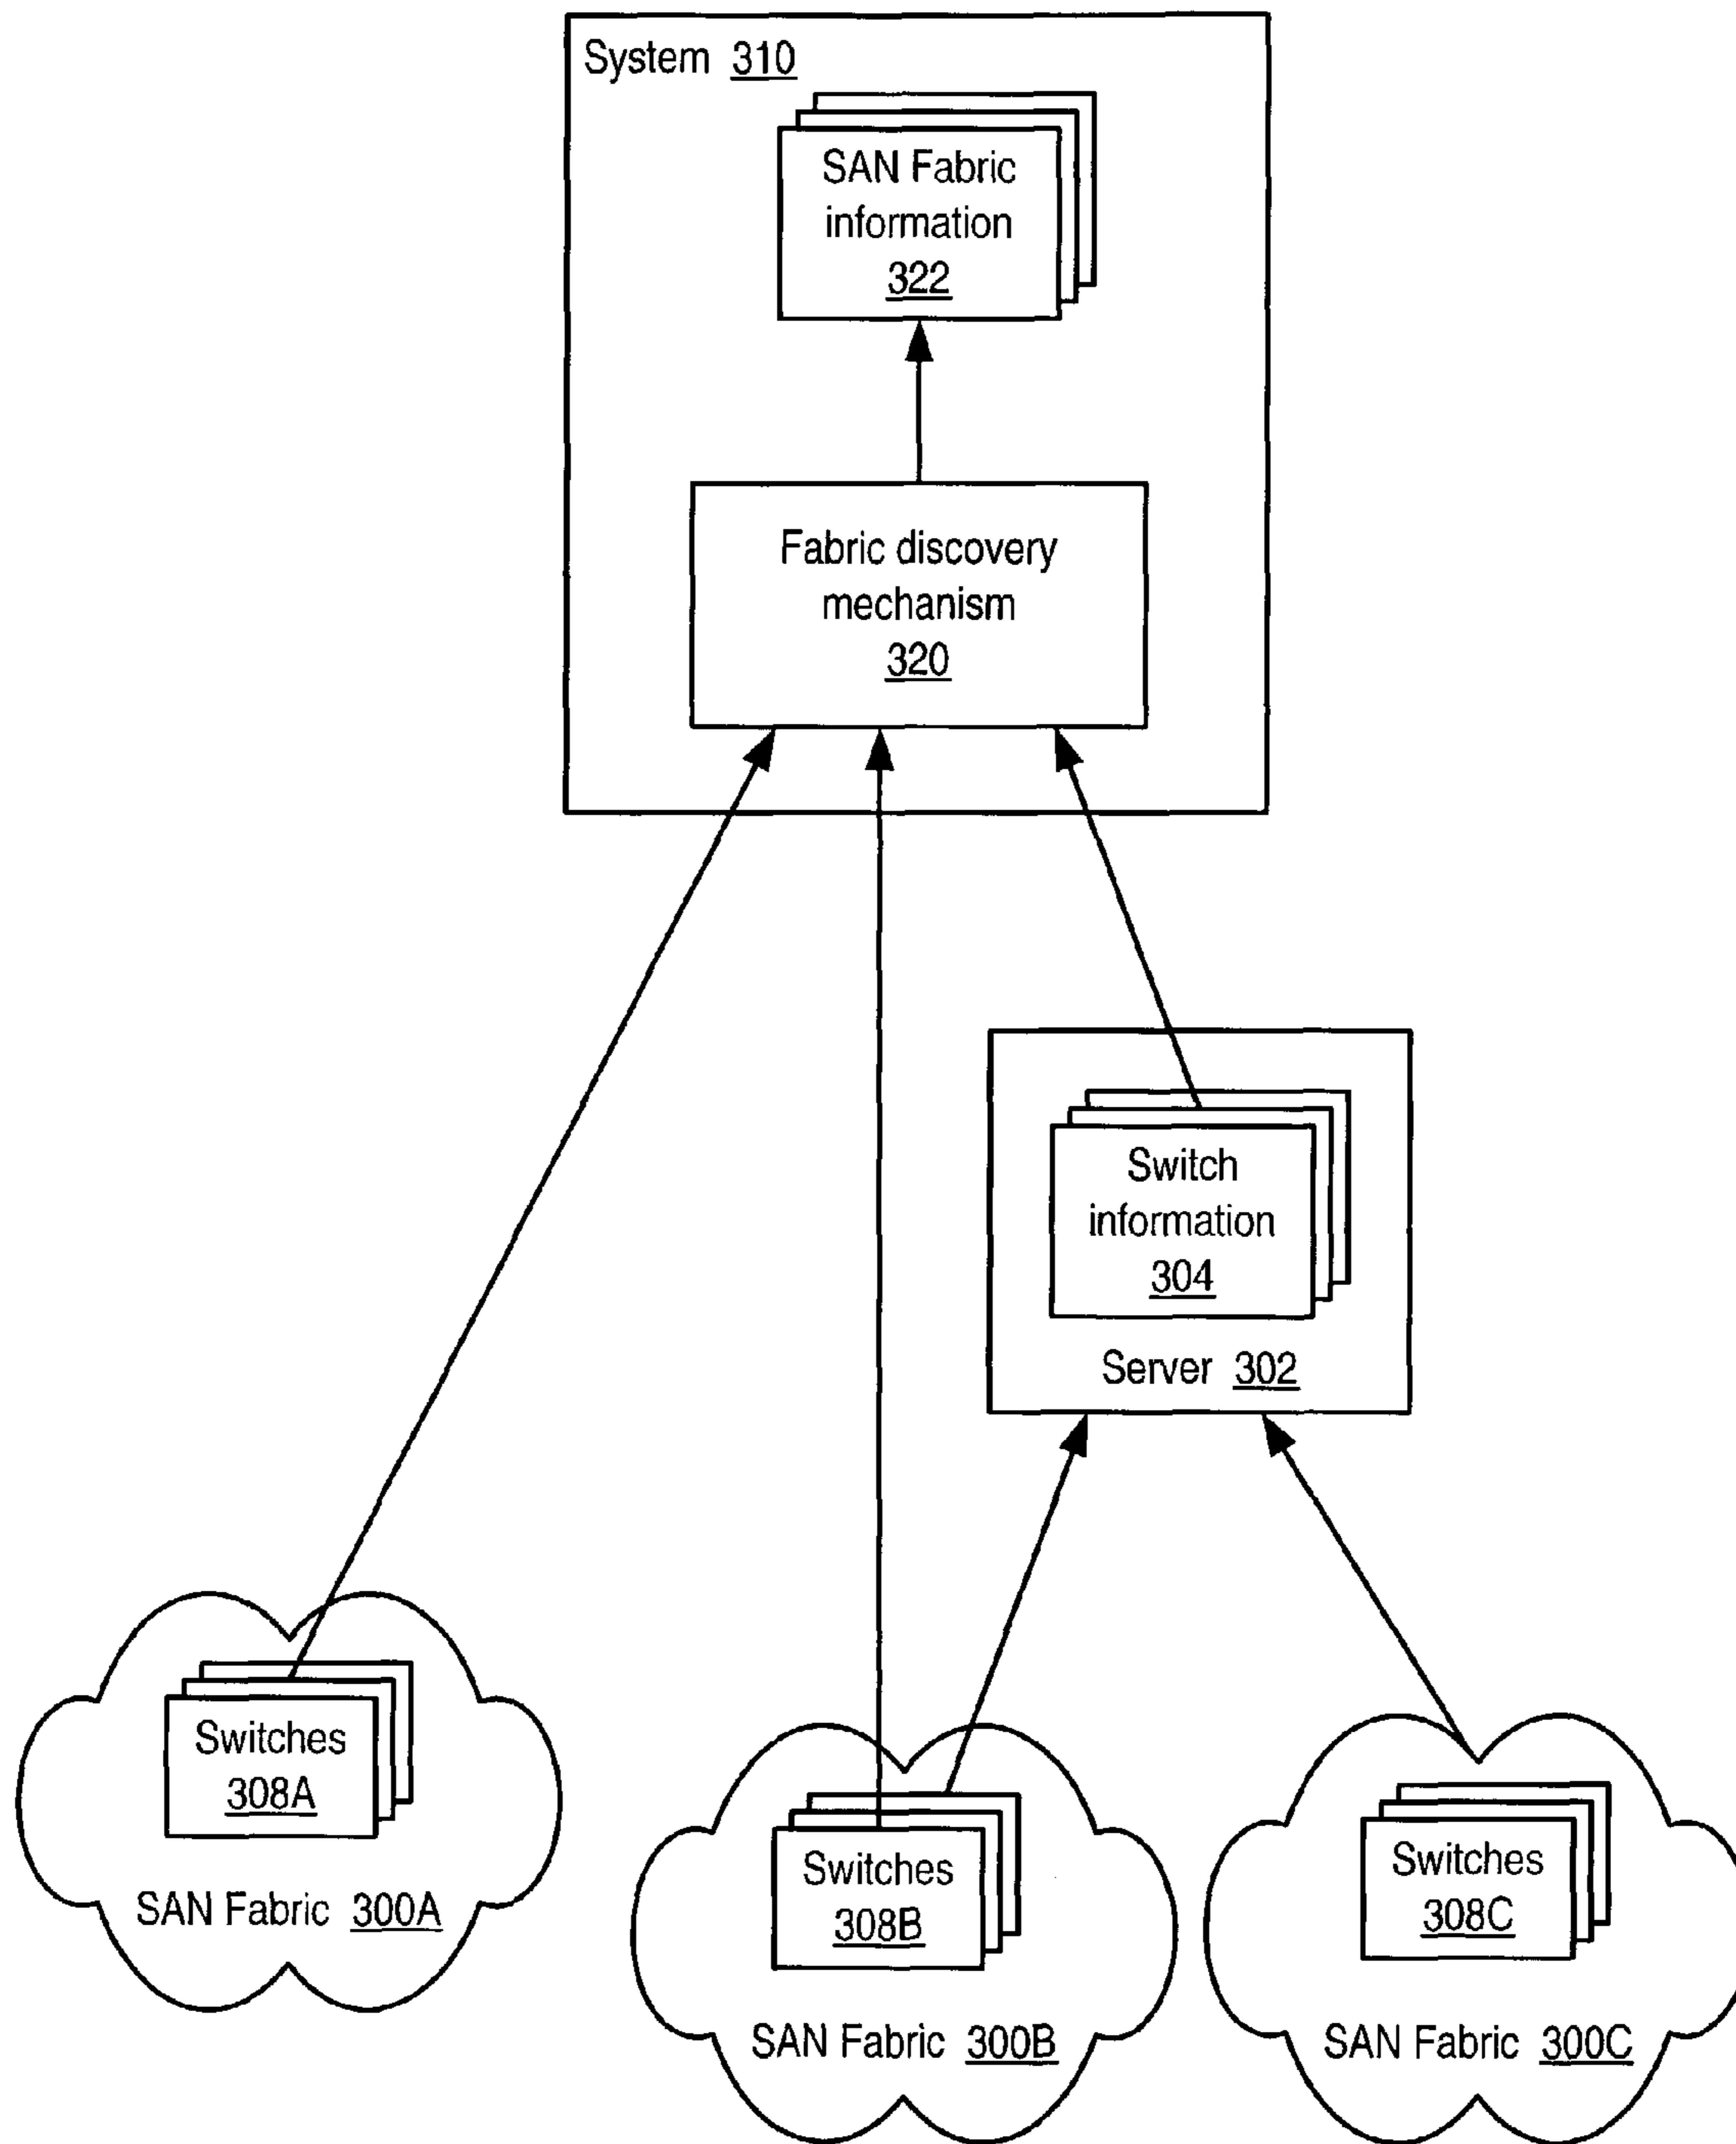 System 310
SAN Fabric
information
322
Fabric discovery
mechanism
320
Switch
information
304
Server 302
Switches
308A
SAN Fabric 300A
Switches
308B
SAN Fabric 300B
Switches
308C
SAN Fabric 300C